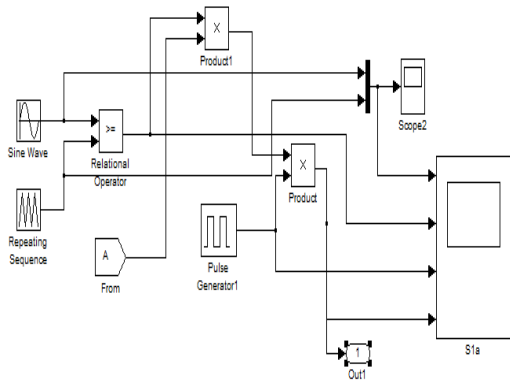 X
Product1
Scope2
Sine Wave
>=
Relational
Operator
X
Product
Repeating
Sequence
A
From
Pulse
Generator1
S1a
1
Out1